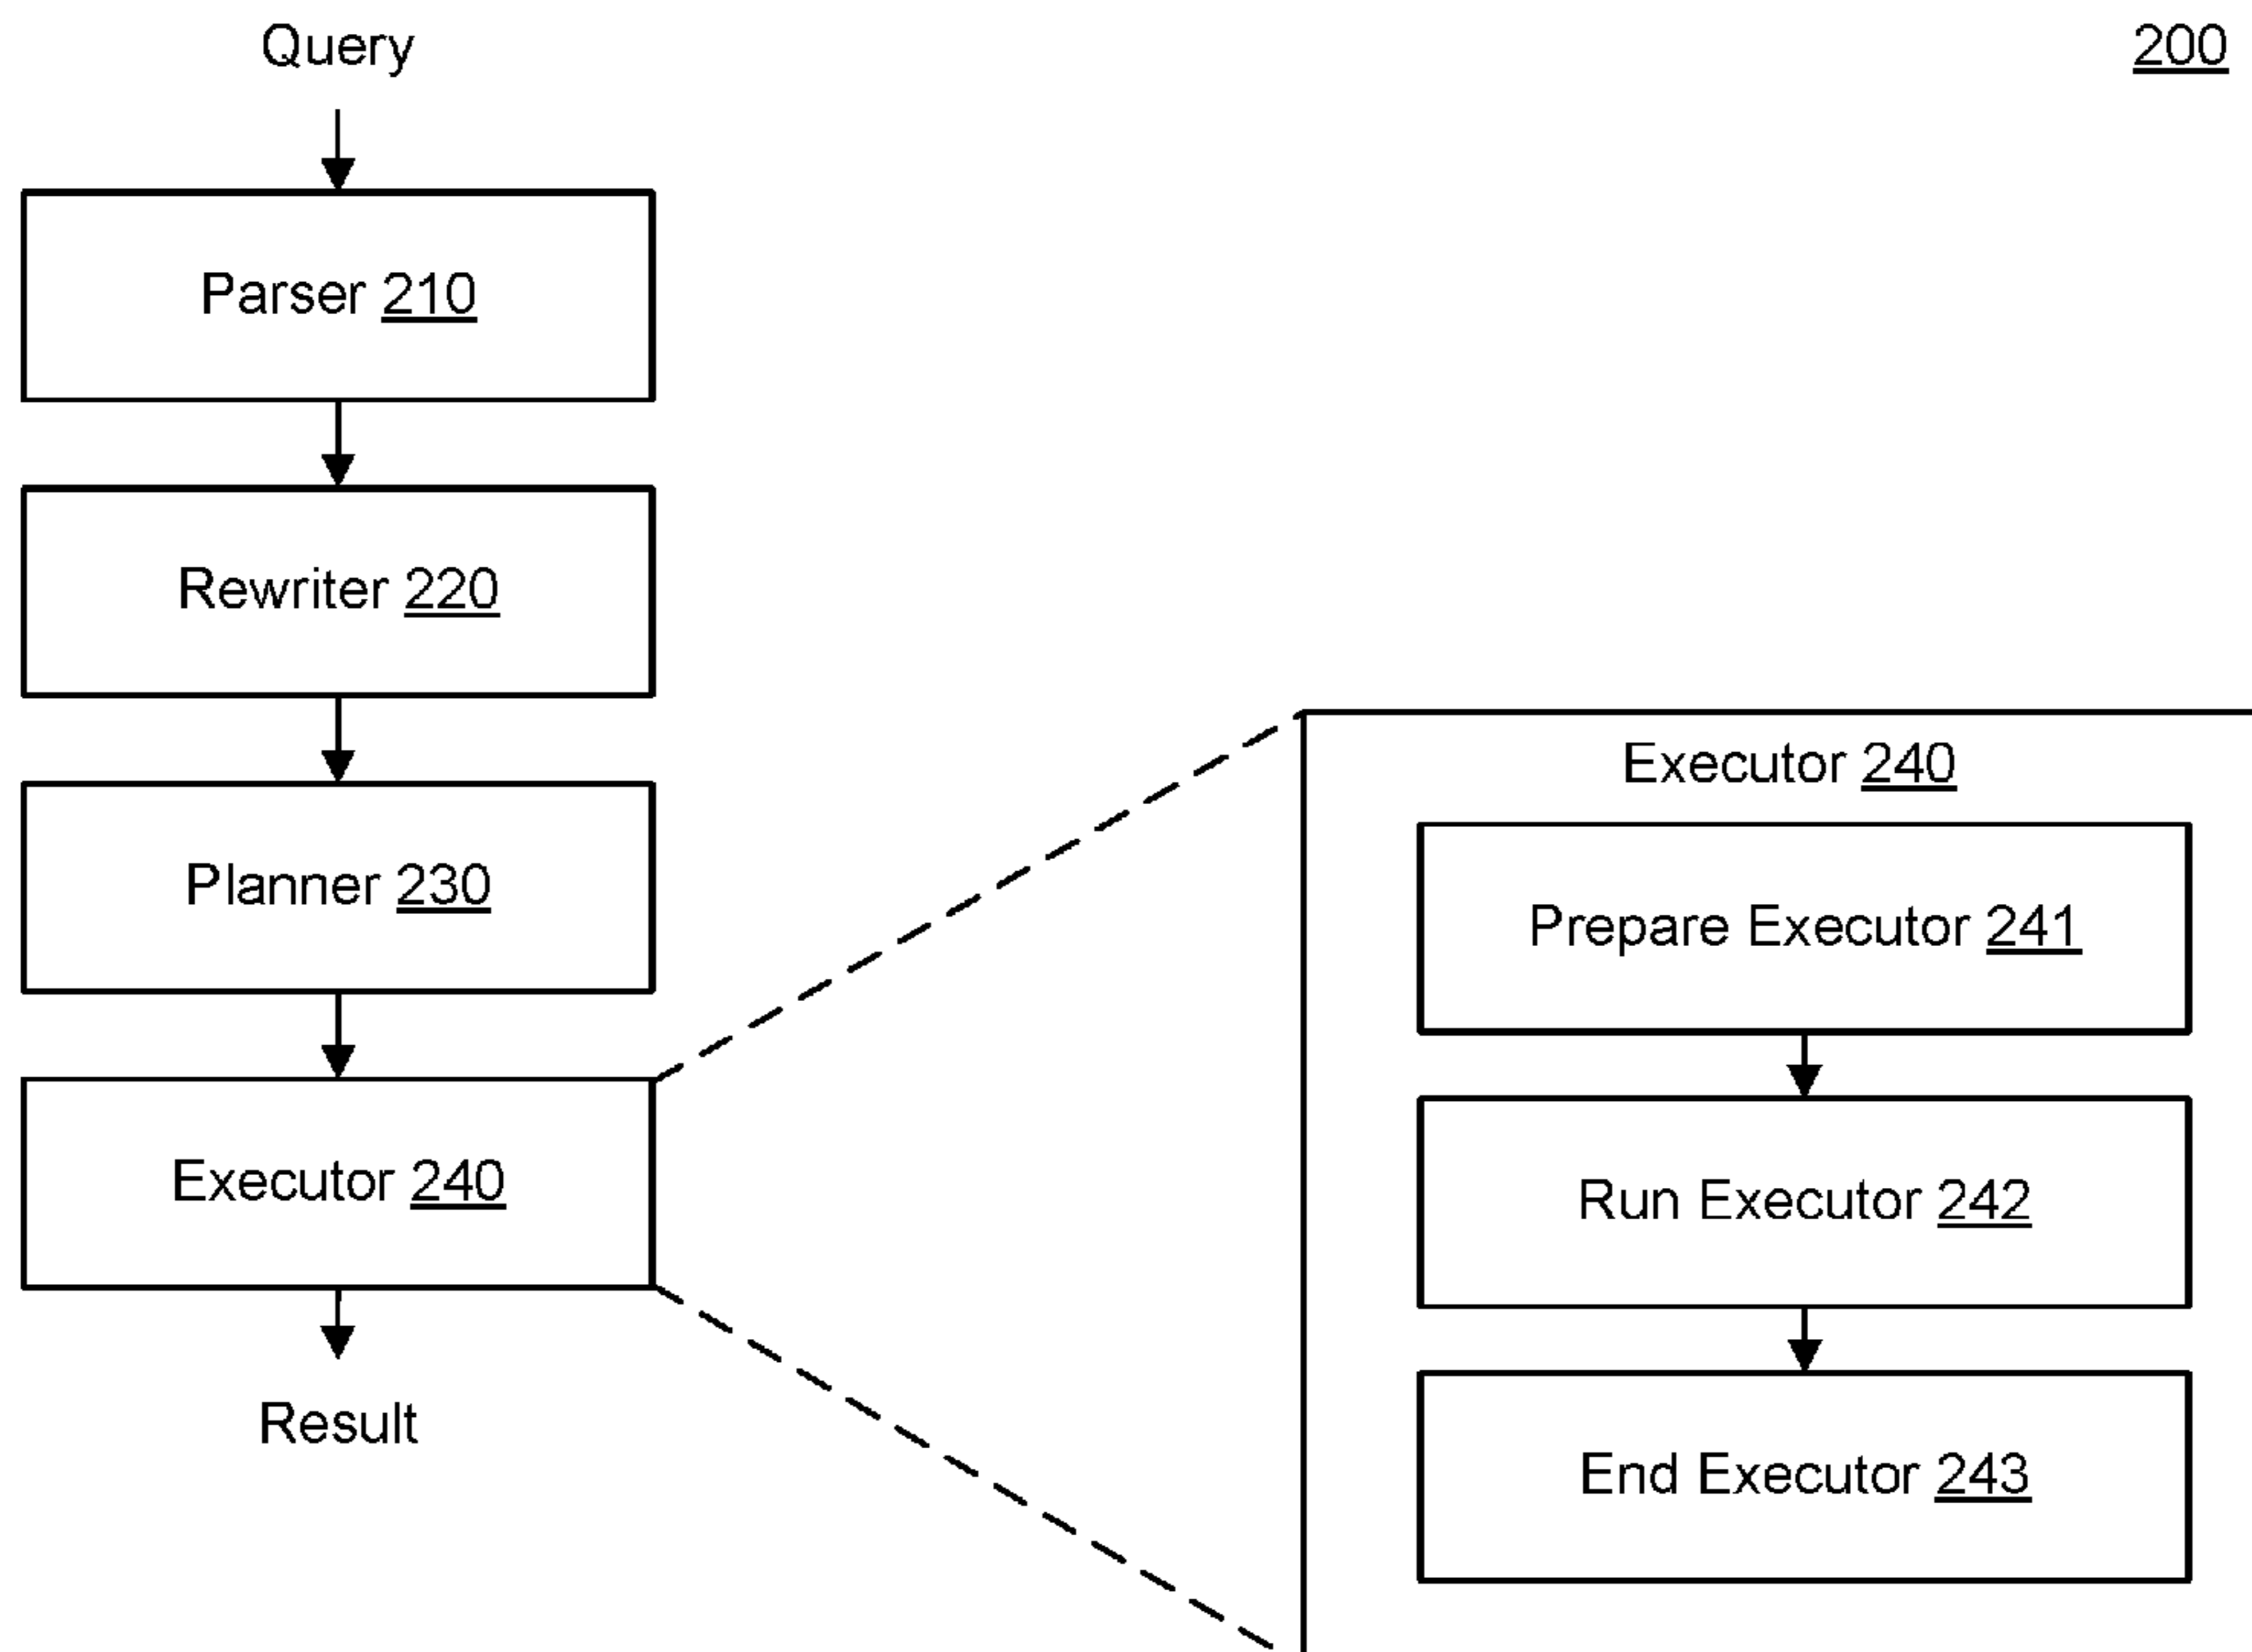 Query
200
Parser 210
Rewriter 220
Planner 230
Executor 240
Result
Executor 240
Prepare Executor 241
Run Executor 242
End Executor 243